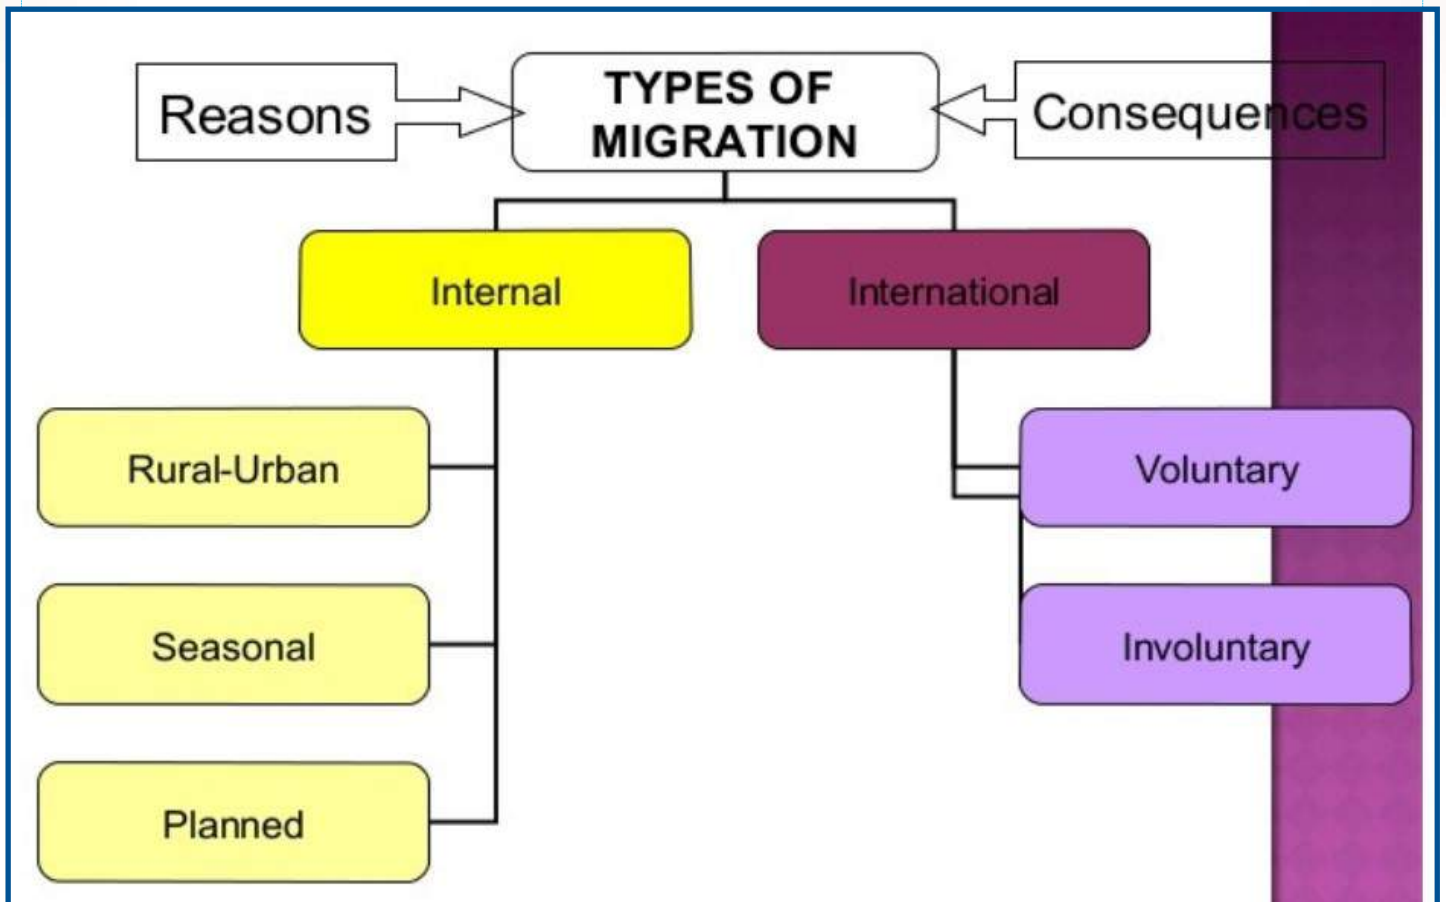 Reasons
TYPES OF
MIGRATION
Consequences
Internal
International
Rural-Urban
Voluntary
Seasonal
Involuntary
Planned